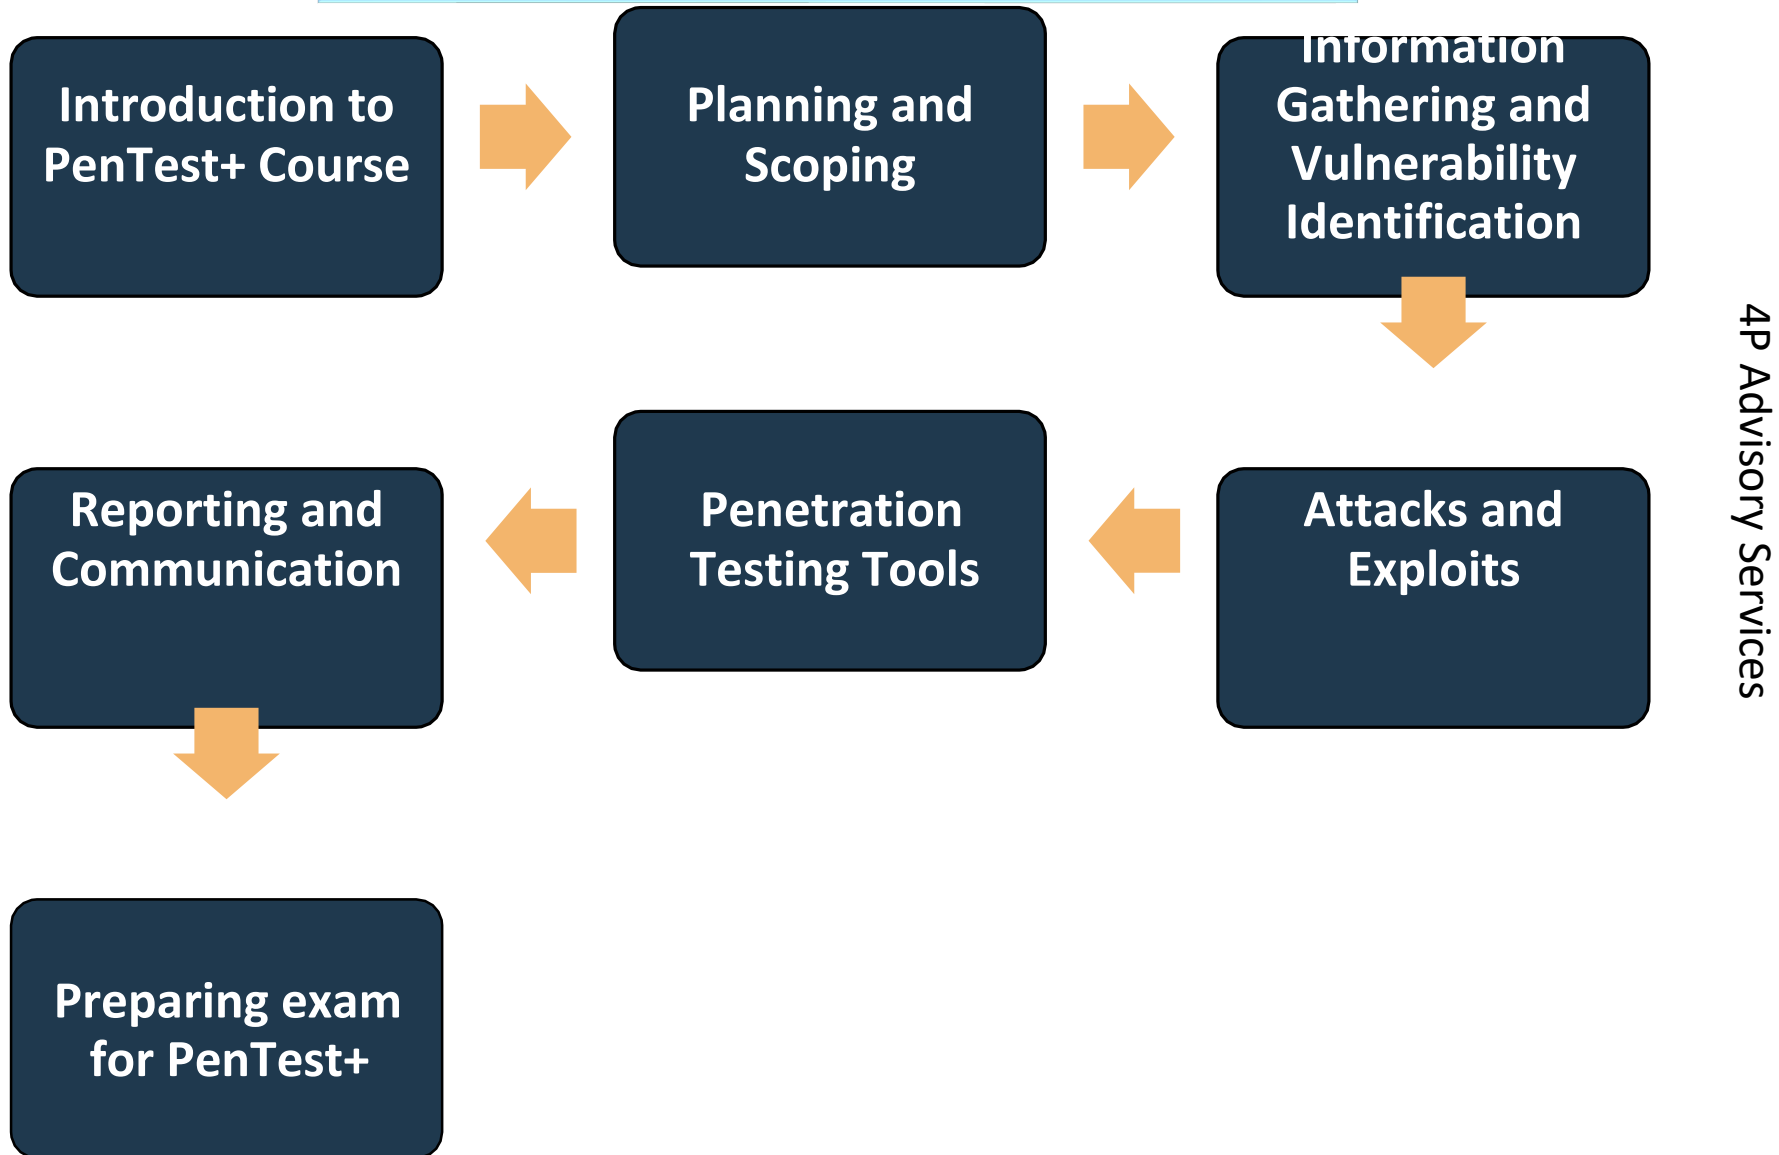 Introduction to
PenTest+ Course
Planning and
Scoping
Information
Gathering and
Vulnerability
Identification
Attacks and
Exploits
Penetration
Testing Tools
Reporting and
Communication
Preparing exam
for PenTest+
4P Advisory Services